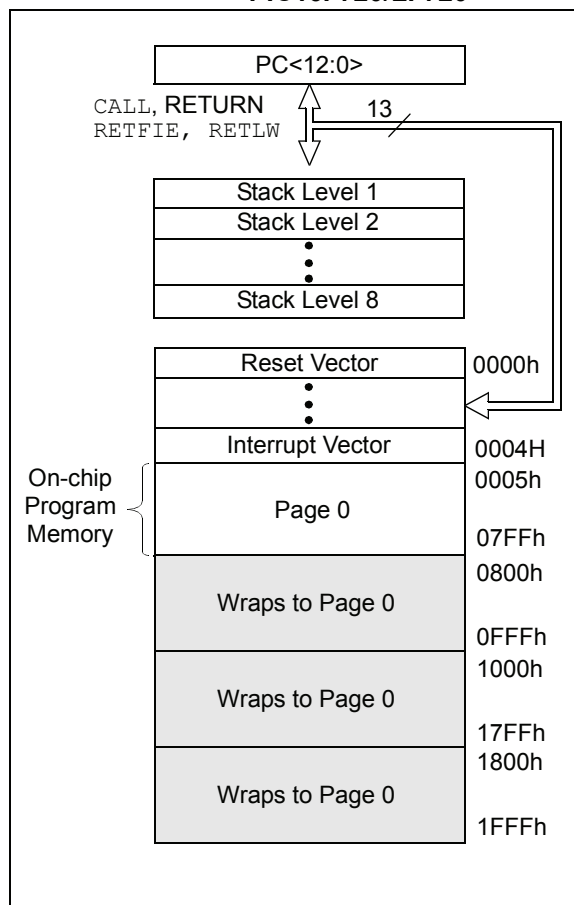 PC<12:0>
CALL, RETURN
RETFIE, RETLW
13
Stack Level 1
Stack Level 2
Stack Level 8
Reset Vector
0000h
Interrupt Vector
0004H
On-chip
Program
Memory
Page 0
0005h
07FFh
Wraps to Page 0
0800h
0FFFh
Wraps to Page 0
1000h
17FFh
Wraps to Page 0
1800h
1FFFh